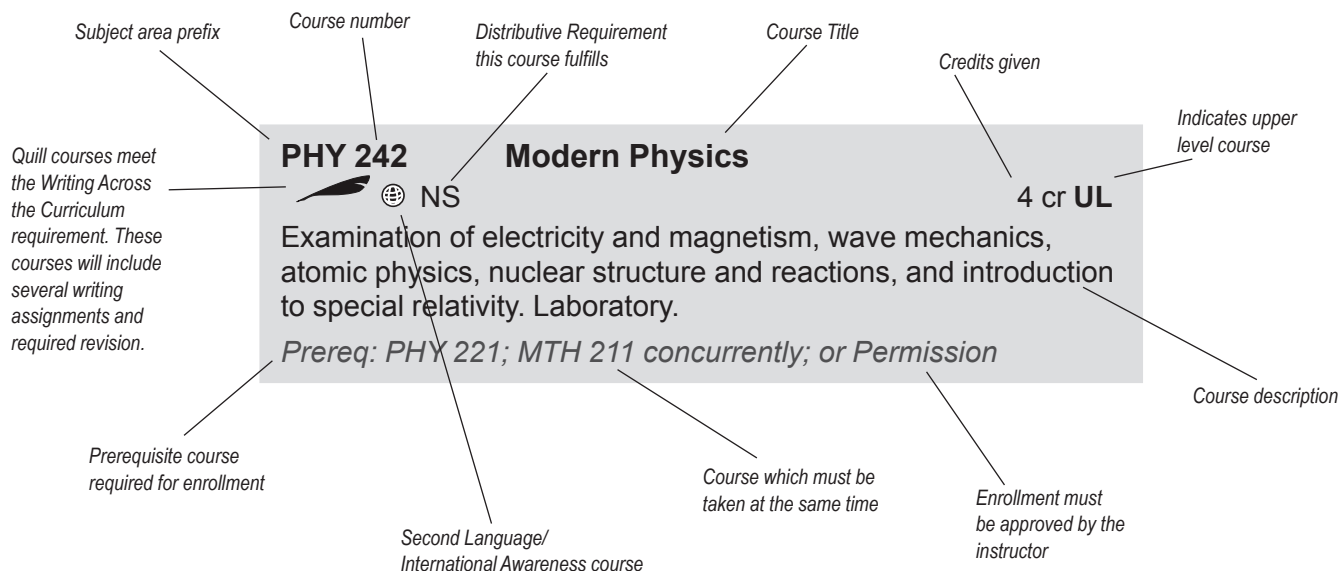 Subject area prefix
Course number
Distributive Requirement
this course fulfills
Course Title
Credits given
Indicates upper
level course
Quill courses meet
the Writing Across
the Curriculum
requirement. These
courses will include
several writing
assignments and
required revision.
PHY 242 Modern Physics
NS 4 cr UL
Examination of electricity and magnetism, wave mechanics,
atomic physics, nuclear structure and reactions, and introduction
to special relativity. Laboratory.
Prereq: PHY 221; MTH 211 concurrently; or Permission
Course description
Prerequisite course
required for enrollment
Second Language/
International Awareness course
Course which must be
taken at the same time
Enrollment must
be approved by the
instructor